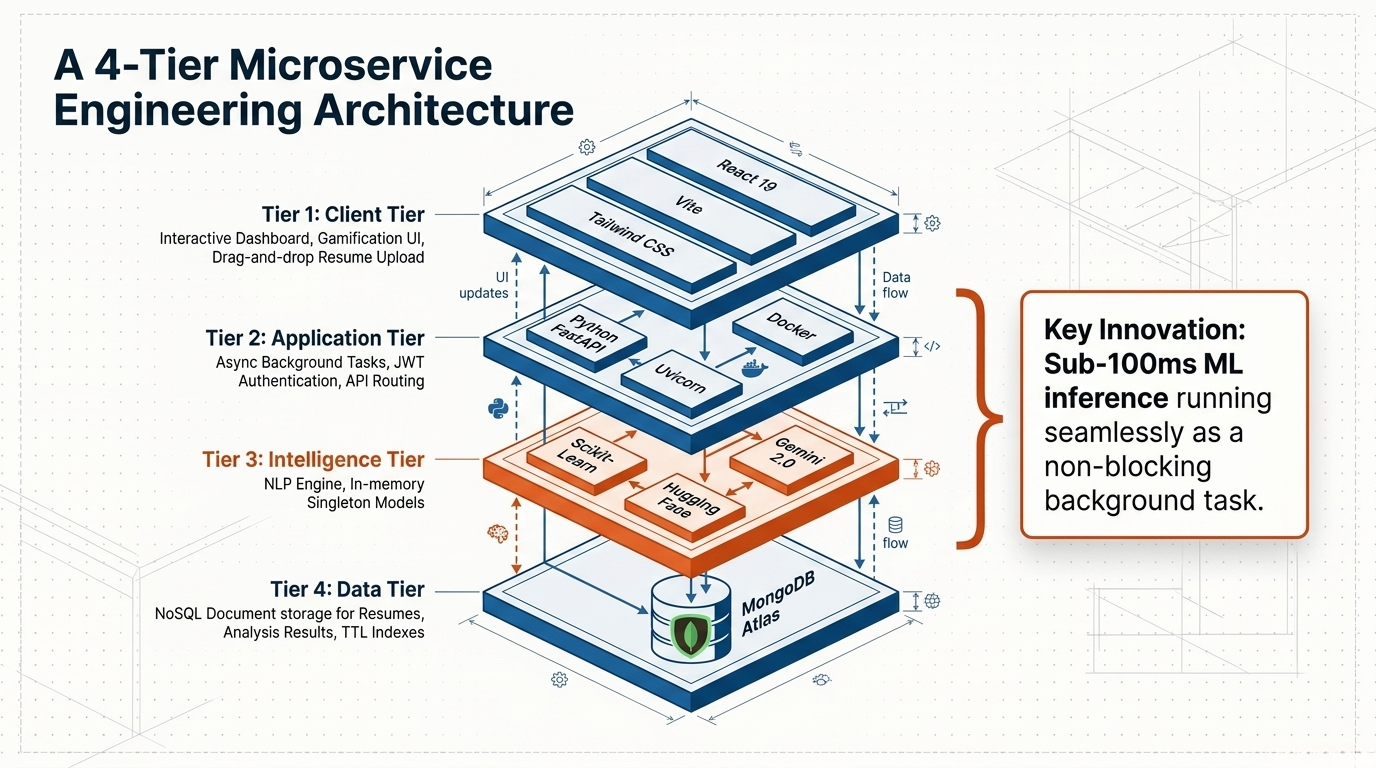 A 4-Tier Microservice
Engineering Architecture
React 19
Vite
Tailwind CSS
Tier 1: Client Tier
Interactive Dashboard, Gamification UI,
Drag-and-drop Resume Upload
UI
updates
Data
flow
Tier 2: Application Tier
Async Background Tasks, JWT
Authentication, API Routing
Python
FastAPI
Uvicorn
Docker
</>
Tier 3: Intelligence Tier
NLP Engine, In-memory
Singleton Models
Scikit-
Learn
Hugging
Face
Gemini
2.0
flow
Tier 4: Data Tier
NoSQL Document storage for Resumes,
Analysis Results, TTL Indexes
MongoDB
Atlas
Key Innovation:
Sub-100ms ML
inference running
seamlessly as a
non-blocking
background task.